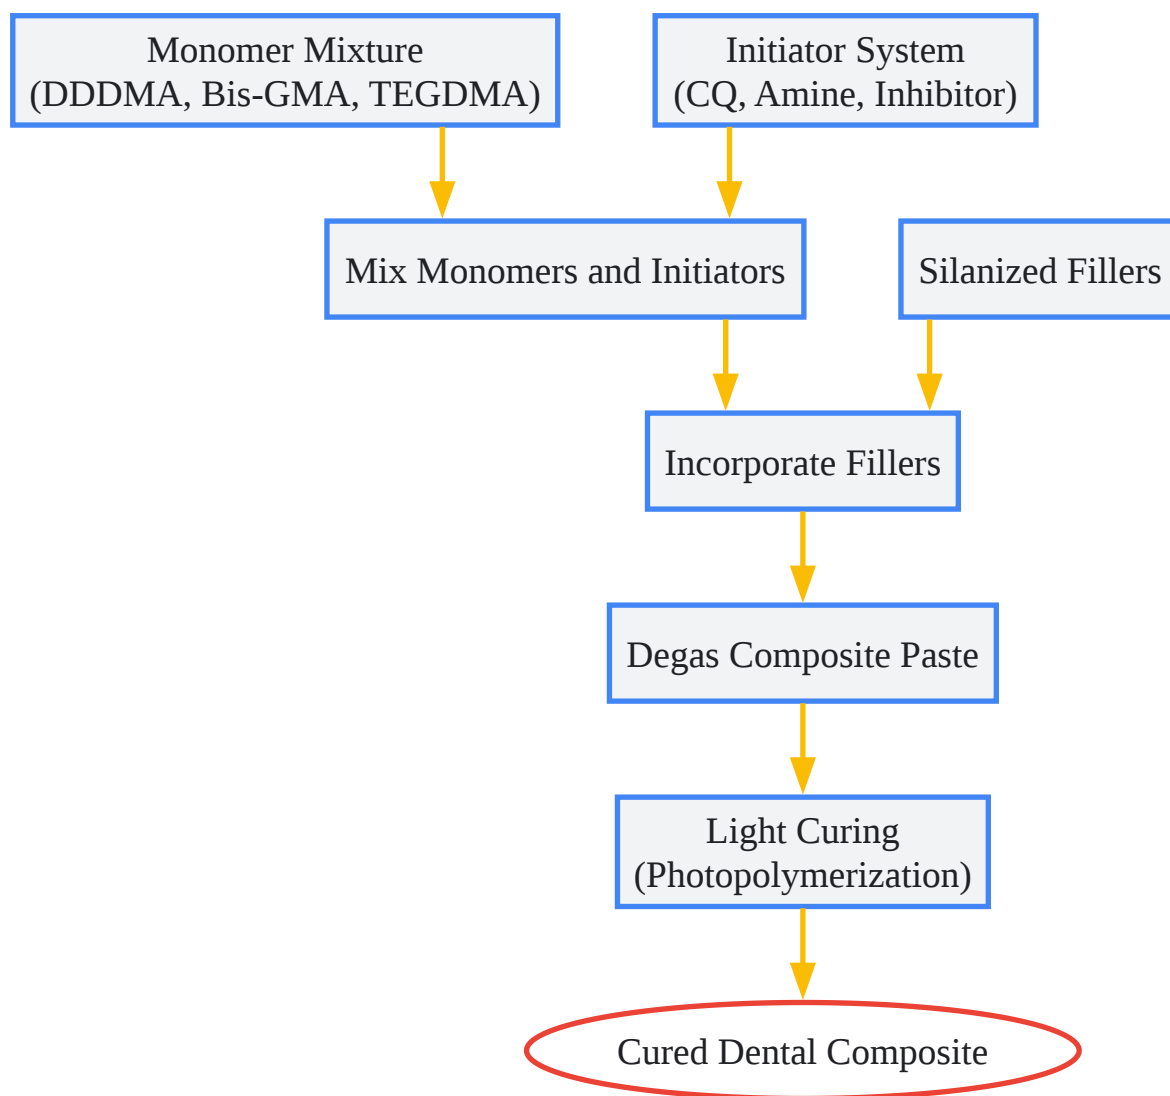 Monomer Mixture
(DDDMA, Bis-GMA, TEGDMA)
Initiator System
(CQ, Amine, Inhibitor)
Mix Monomers and Initiators
Silanized Fillers
Incorporate Fillers
Degas Composite Paste
Light Curing
(Photopolymerization)
Cured Dental Composite